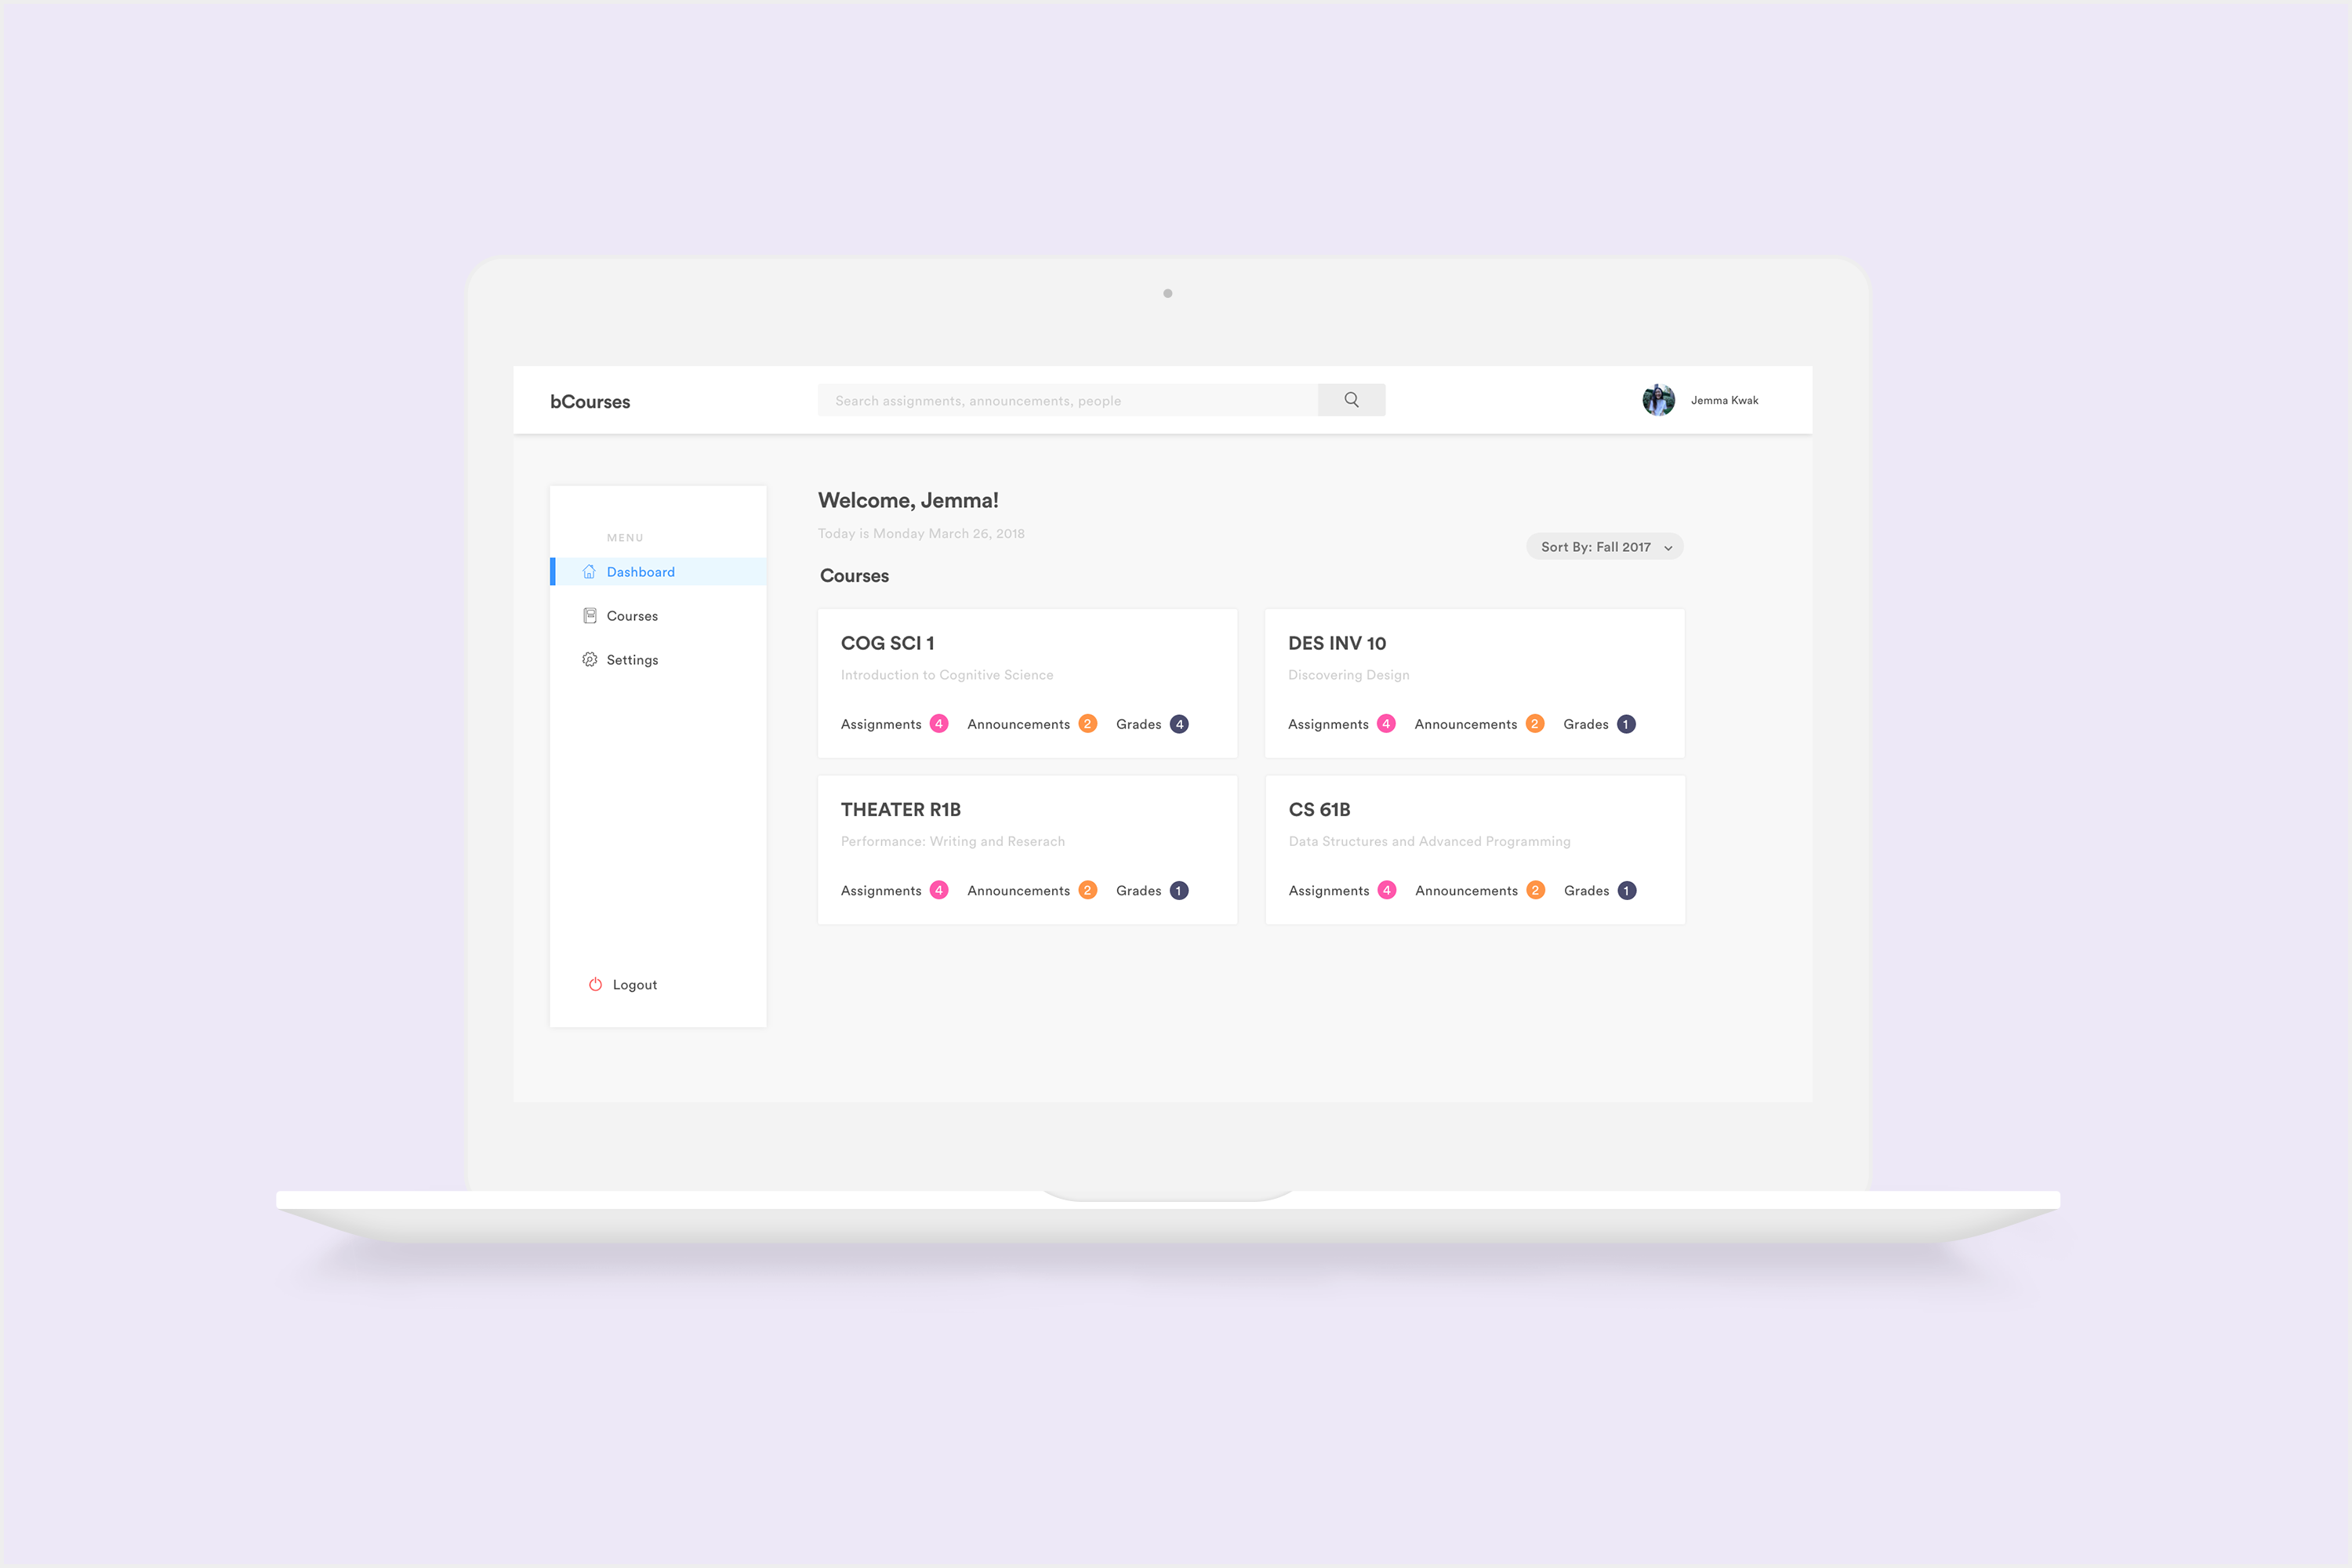 bCourses
Search assignments, announcements, people
Jemma Kwak
MENU
Dashboard
Courses
Settings
Logout
Welcome, Jemma!
Today is Monday March 26, 2018
Sort By: Fall 2017
Courses
COG SCI 1
Introduction to Cognitive Science
Assignments 4 Announcements 2 Grades 4
DES INV 10
Discovering Design
Assignments 4 Announcements 2 Grades 1
THEATER R1B
Performance: Writing and Reserach
Assignments 4 Announcements 2 Grades 1
CS 61B
Data Structures and Advanced Programming
Assignments 4 Announcements 2 Grades 1